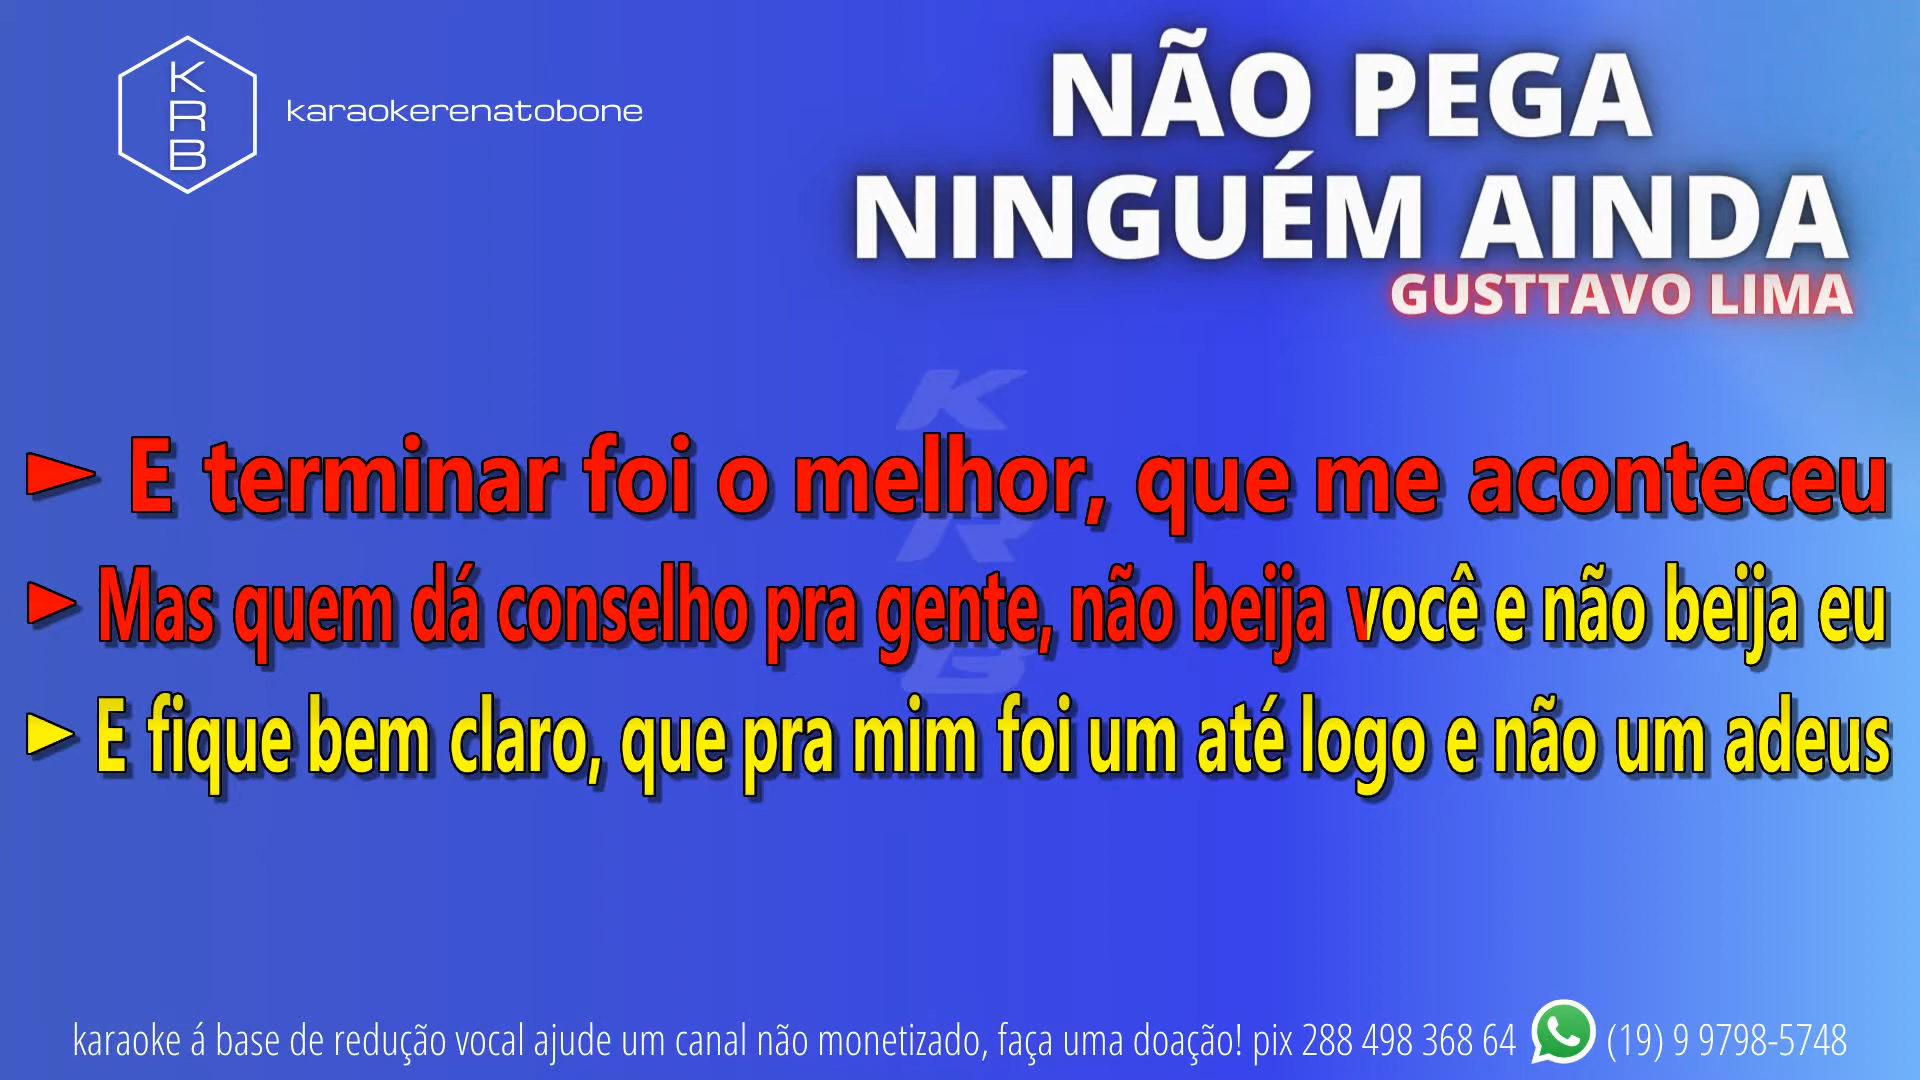 K
R
B
karaokerenatobone
NÃO PEGA
NINGUÉM AINDA
GUSTTAVO LIMA
K
R
B
► E terminar foi o melhor, que me aconteceu
► Mas quem dá conselho pra gente, não beija você e não beija eu
► E fique bem claro, que pra mim foi um até logo e não um adeus
karaoke á base de redução vocal ajude um canal não monetizado, faça uma doação! pix 288 498 368 64 (19) 9 9798-5748